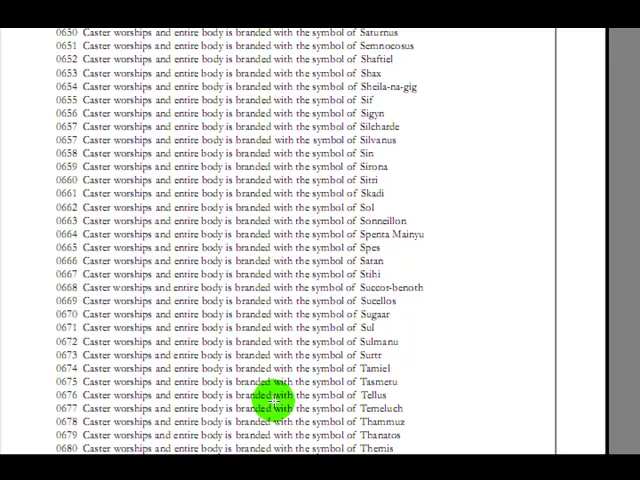 0650 Caster worships and entire body is branded with the symbol of Saturnus
0651 Caster worships and entire body is branded with the symbol of Semnocosus
0652 Caster worships and entire body is branded with the symbol of Shaftiel
0653 Caster worships and entire body is branded with the symbol of Shax
0654 Caster worships and entire body is branded with the symbol of Sheila-na-gig
0655 Caster worships and entire body is branded with the symbol of Sif
0656 Caster worships and entire body is branded with the symbol of Sigyn
0657 Caster worships and entire body is branded with the symbol of Silcharde
0657 Caster worships and entire body is branded with the symbol of Silvanus
0658 Caster worships and entire body is branded with the symbol of Sin
0659 Caster worships and entire body is branded with the symbol of Sirona
0660 Caster worships and entire body is branded with the symbol of Sitri
0661 Caster worships and entire body is branded with the symbol of Skadi
0662 Caster worships and entire body is branded with the symbol of Sol
0663 Caster worships and entire body is branded with the symbol of Sonneillon
0664 Caster worships and entire body is branded with the symbol of Spenta Mainyu
0665 Caster worships and entire body is branded with the symbol of Spes
0666 Caster worships and entire body is branded with the symbol of Satan
0667 Caster worships and entire body is branded with the symbol of Stihi
0668 Caster worships and entire body is branded with the symbol of Succor-benoth
0669 Caster worships and entire body is branded with the symbol of Sucellos
0670 Caster worships and entire body is branded with the symbol of Sugaar
0671 Caster worships and entire body is branded with the symbol of Sul
0672 Caster worships and entire body is branded with the symbol of Sulmanu
0673 Caster worships and entire body is branded with the symbol of Surtr
0674 Caster worships and entire body is branded with the symbol of Tamiel
0675 Caster worships and entire body is branded with the symbol of Tasmetu
0676 Caster worships and entire body is branded with the symbol of Tellus
0677 Caster worships and entire body is branded with the symbol of Temeluch
0678 Caster worships and entire body is branded with the symbol of Thammuz
0679 Caster worships and entire body is branded with the symbol of Thanatos
0680 Caster worships and entire body is branded with the symbol of Themis